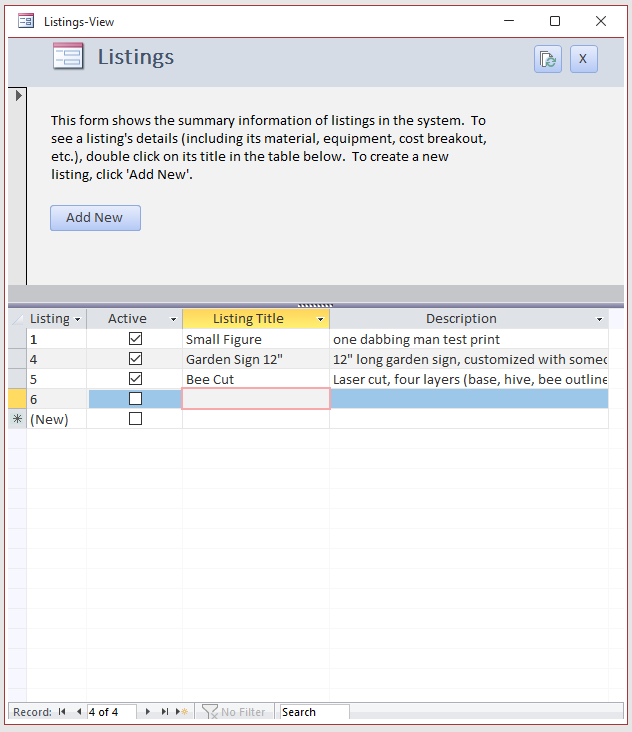 Listings-View
Listings
X
This form shows the summary information of listings in the system. To
see a listing's details (including its material, equipment, cost breakout,
etc.), double click on its title in the table below. To create a new
listing, click 'Add New'.
Add New
Listing Active Listing Title Description
1 Small Figure one dabbing man test print
4 Garden Sign 12" 12" long garden sign, customized with
5 Bee Cut Laser cut, four layers (base, hive, bee outline
6
(New)
Record: 4 of 4 No Filter Search